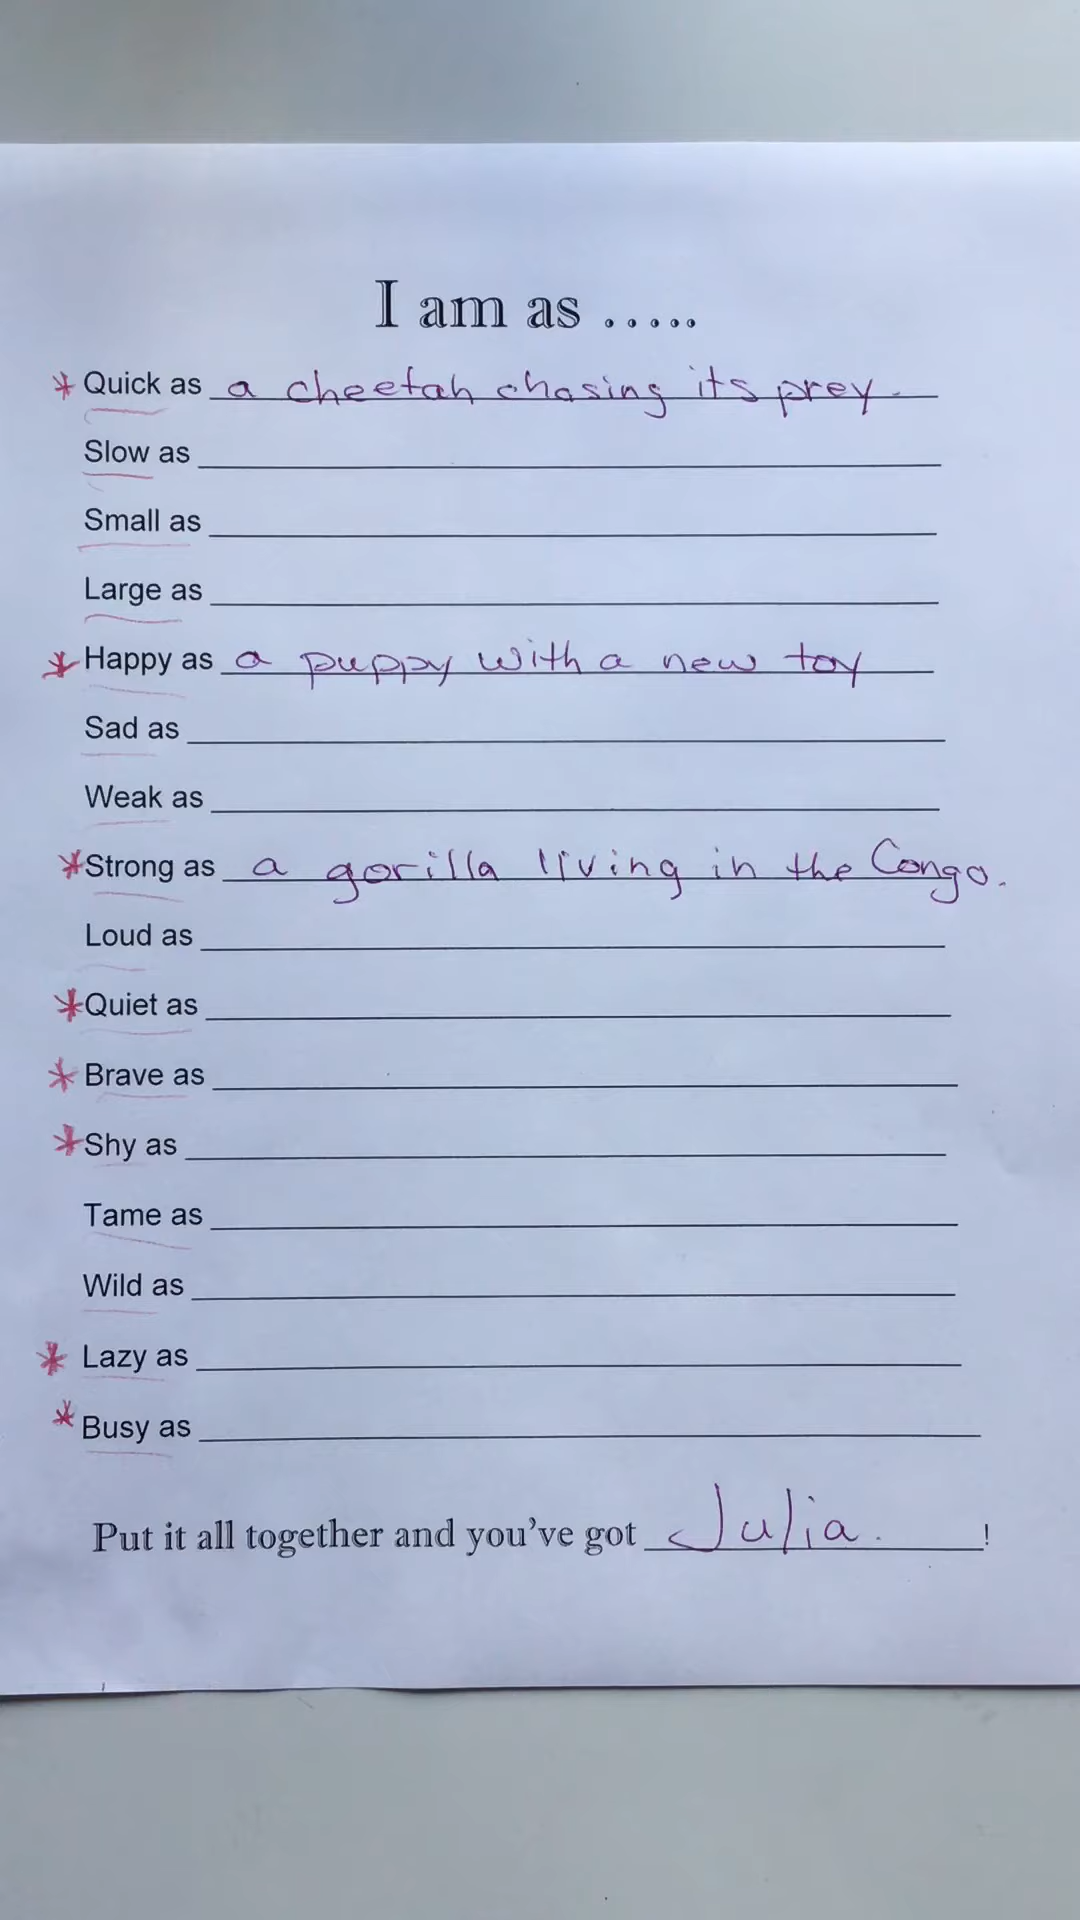 I am as .....
* Quick as a cheetah chasing its prey.
Slow as
Small as
Large as
* Happy as a puppy with a new toy
Sad as
Weak as
* Strong as a gorilla living in the Congo.
Loud as
* Quiet as
* Brave as
* Shy as
Tame as
Wild as
* Lazy as
* Busy as
Put it all together and you've got Julia. !